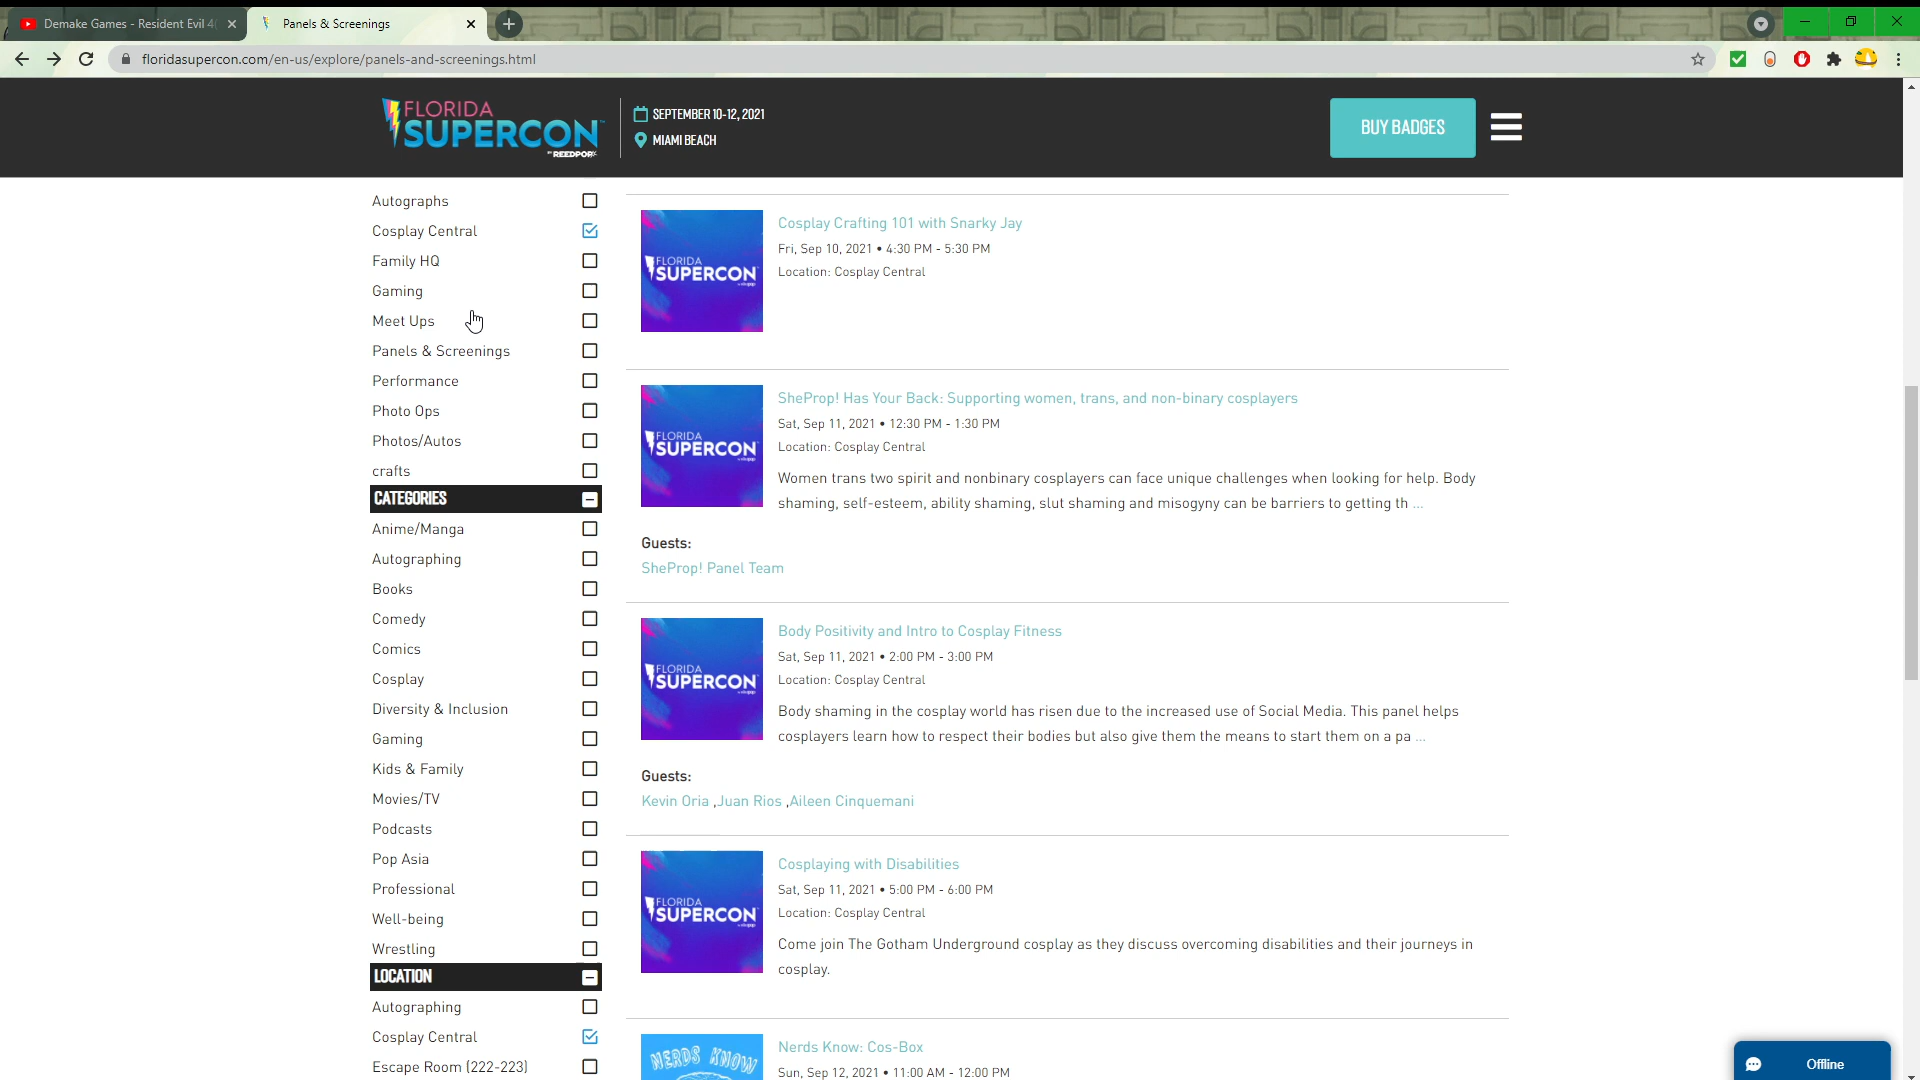 Demake Games - Resident Evil 4
Panels & Screenings
floridasupercon.com/en-us/explore/panels-and-screenings.html
FLORIDA
SUPERCON
BY REEDPOP
SEPTEMBER 10-12, 2021
MIAMI BEACH
BUY BADGES
Autographs
Cosplay Central
Family HQ
Gaming
Meet Ups
Panels & Screenings
Performance
Photo Ops
Photos/Autos
crafts
CATEGORIES
Anime/Manga
Autographing
Books
Comedy
Comics
Cosplay
Diversity & Inclusion
Gaming
Kids & Family
Movies/TV
Podcasts
Pop Asia
Professional
Well-being
Wrestling
LOCATION
Autographing
Cosplay Central
Escape Room (222-223)
FLORIDA
SUPERCON
Cosplay Crafting 101 with Snarky Jay
Fri, Sep 10, 2021 • 4:30 PM - 5:30 PM
Location: Cosplay Central
FLORIDA
SUPERCON
SheProp! Has Your Back: Supporting women, trans, and non-binary cosplayers
Sat, Sep 11, 2021 • 12:30 PM - 1:30 PM
Location: Cosplay Central
Women trans two spirit and nonbinary cosplayers can face unique challenges when looking for help. Body
shaming, self-esteem, ability shaming, slut shaming and misogyny can be barriers to getting th ...
Guests:
SheProp! Panel Team
FLORIDA
SUPERCON
Body Positivity and Intro to Cosplay Fitness
Sat, Sep 11, 2021 • 2:00 PM - 3:00 PM
Location: Cosplay Central
Body shaming in the cosplay world has risen due to the increased use of Social Media. This panel helps
cosplayers learn how to respect their bodies but also give them the means to start them on a pa ...
Guests:
Kevin Oria ,Juan Rios ,Aileen Cinquemani
FLORIDA
SUPERCON
Cosplaying with Disabilities
Sat, Sep 11, 2021 • 5:00 PM - 6:00 PM
Location: Cosplay Central
Come join The Gotham Underground cosplay as they discuss overcoming disabilities and their journeys in
cosplay.
NERDS KNOW
Nerds Know: Cos-Box
Sun, Sep 12, 2021 • 11:00 AM - 12:00 PM
Offline